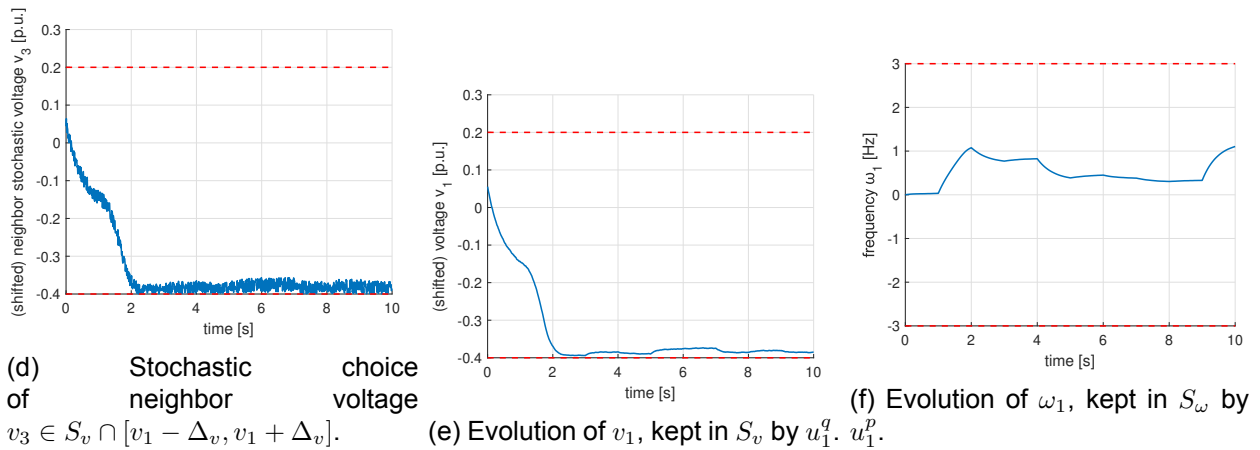 (shifted) neighbor stochastic voltage v₃ [p.u.]
0.3
0.2
0.1
0
-0.1
-0.2
-0.3
-0.4
0 2 4 6 8 10
time [s]
(d) Stochastic choice
of neighbor voltage
v₃ ∈ Sᵥ ∩ [v₁ − Δᵥ, v₁ + Δᵥ].
(shifted) voltage v₁ [p.u.]
0.3
0.2
0.1
0
-0.1
-0.2
-0.3
-0.4
0 2 4 6 8 10
time [s]
(e) Evolution of v₁, kept in Sᵥ by u₁^q.
frequency ω₁ [Hz]
3
2
1
0
-1
-2
-3
0 2 4 6 8 10
time [s]
(f) Evolution of ω₁, kept in S_ω by
u₁^p.